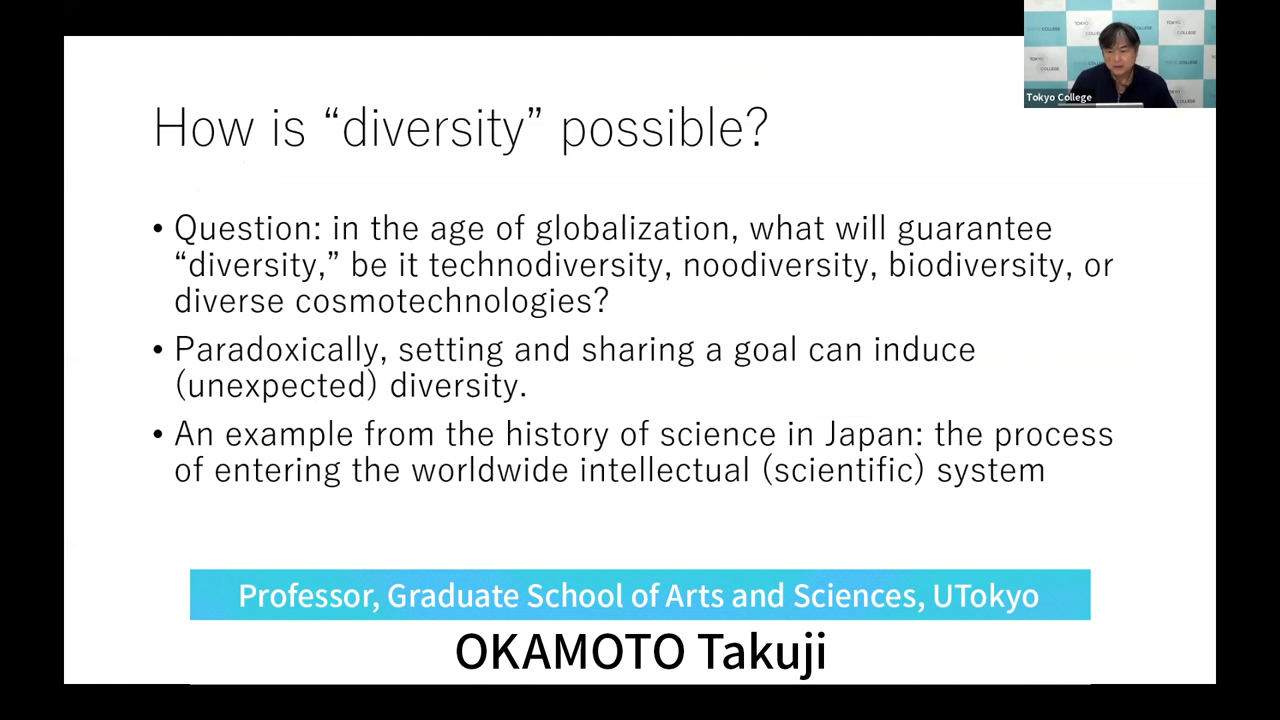 TOKYO COLLEGE
Tokyo College
How is “diversity” possible?
• Question: in the age of globalization, what will guarantee
“diversity,” be it technodiversity, noodiversity, biodiversity, or
diverse cosmotechnologies?
• Paradoxically, setting and sharing a goal can induce
(unexpected) diversity.
• An example from the history of science in Japan: the process
of entering the worldwide intellectual (scientific) system
Professor, Graduate School of Arts and Sciences, UTokyo
OKAMOTO Takuji